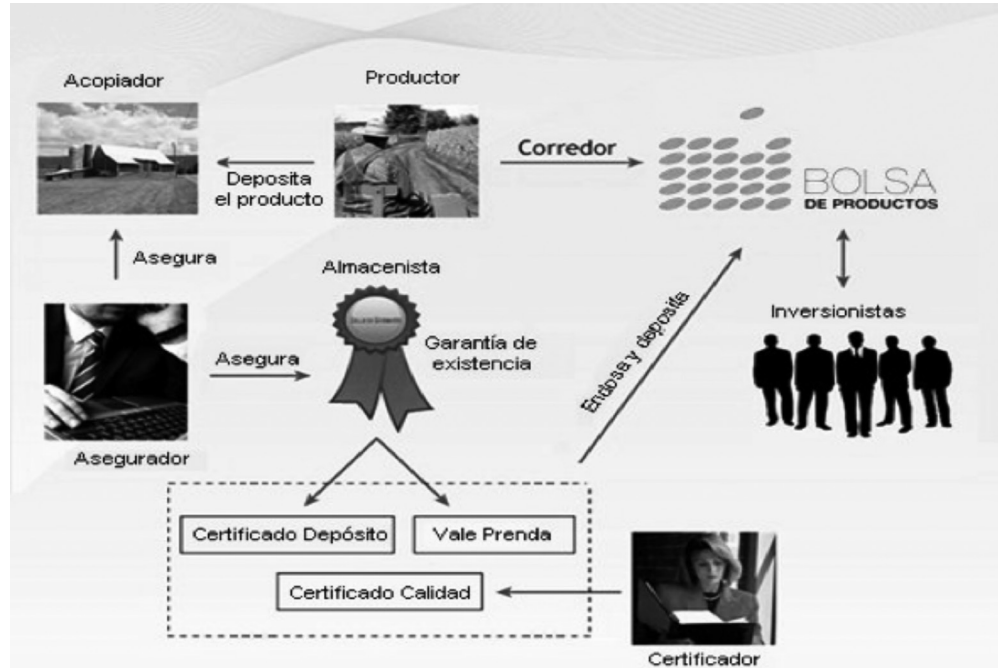 Acopiador
Productor
Corredor
Deposita
el producto
BOLSA
DE PRODUCTOS
Asegura
Almacenista
Inversionistas
Garantía de
existencia
Asegura
Endosa y deposita
Asegurador
Certificado Depósito
Vale Prenda
Certificado Calidad
Certificador